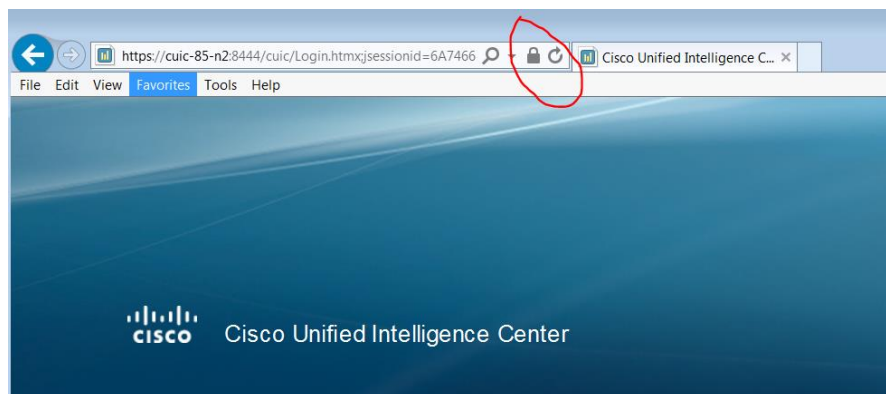 https://cuic-85-n2:8444/cuic/Login.htmx;jsessionid=6A7466 Cisco Unified Intelligence C...
File Edit View Favorites Tools Help
CISCO Cisco Unified Intelligence Center